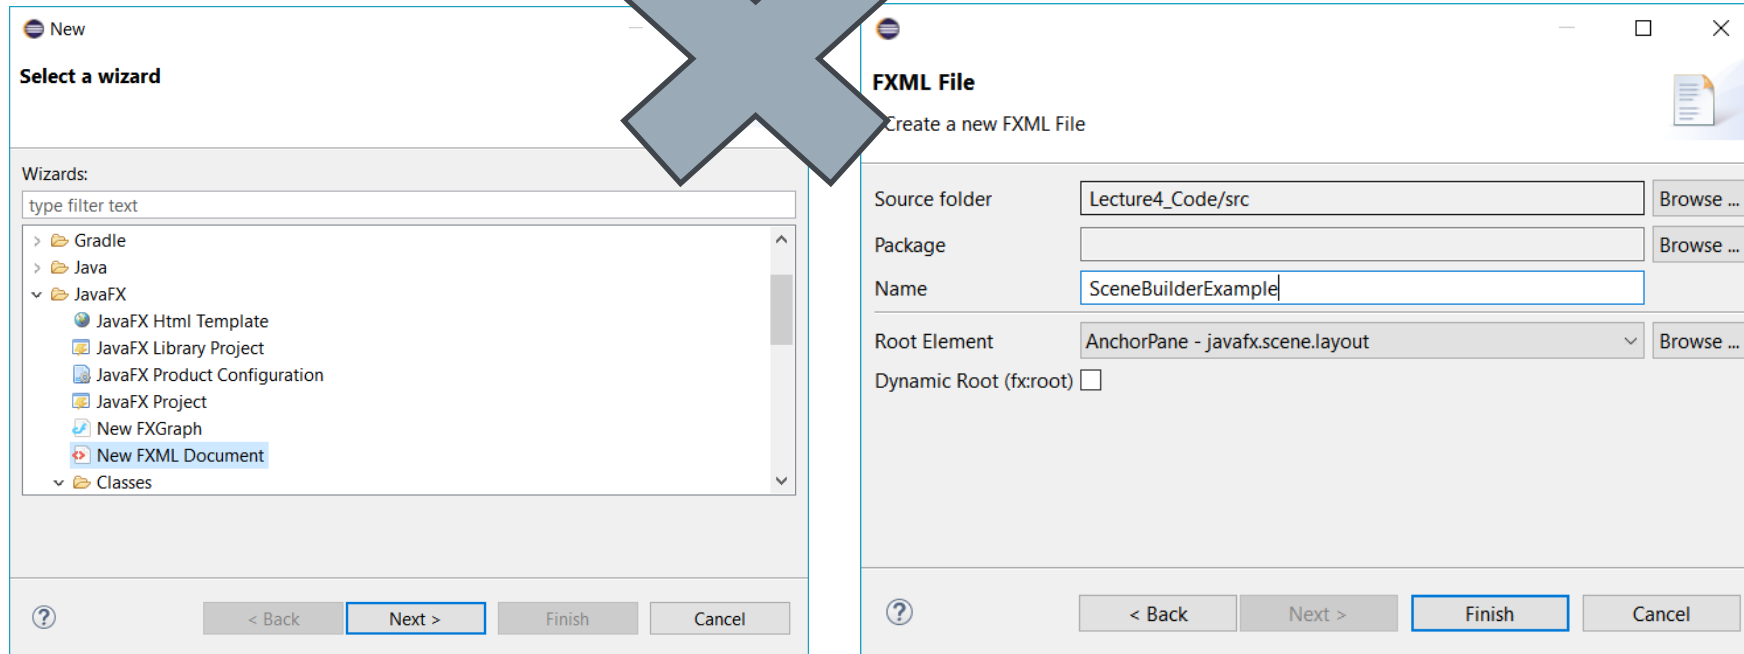 New
Select a wizard
Wizards:
type filter text
Gradle
Java
JavaFX
JavaFX Html Template
JavaFX Library Project
JavaFX Product Configuration
JavaFX Project
New FXGraph
New FXML Document
Classes
< Back
Next >
Finish
Cancel
FXML File
Create a new FXML File
Source folder
Lecture4_Code/src
Browse ...
Package
Browse ...
Name
SceneBuilderExample
Root Element
AnchorPane - javafx.scene.layout
Browse ...
Dynamic Root (fx:root)
< Back
Next >
Finish
Cancel